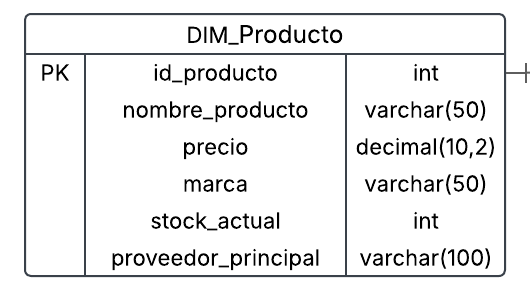 DIM_Producto
PK id_producto int
nombre_producto varchar(50)
precio decimal(10,2)
marca varchar(50)
stock_actual int
proveedor_principal varchar(100)